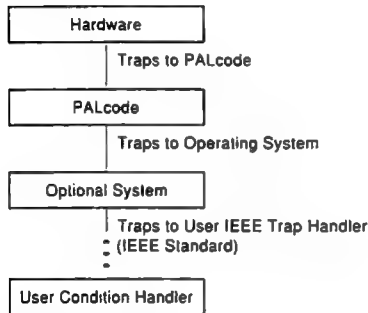 Hardware
Traps to PALcode
PALcode
Traps to Operating System
Optional System
Traps to User IEEE Trap Handler
(IEEE Standard)
User Condition Handler